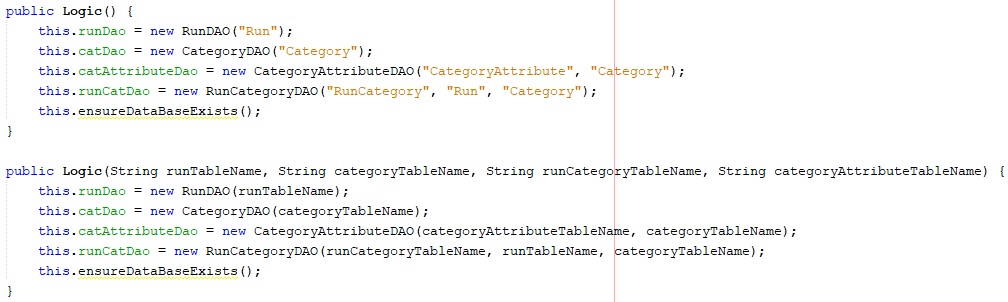 public Logic() {
    this.runDao = new RunDAO("Run");
    this.catDao = new CategoryDAO("Category");
    this.catAttributeDao = new CategoryAttributeDAO("CategoryAttribute", "Category");
    this.runCatDao = new RunCategoryDAO("RunCategory", "Run", "Category");
    this.ensureDataBaseExists();
}

public Logic(String runTableName, String categoryTableName, String runCategoryTableName, String categoryAttributeTableName) {
    this.runDao = new RunDAO(runTableName);
    this.catDao = new CategoryDAO(categoryTableName);
    this.catAttributeDao = new CategoryAttributeDAO(categoryAttributeTableName, categoryTableName);
    this.runCatDao = new RunCategoryDAO(runCategoryTableName, runTableName, categoryTableName);
    this.ensureDataBaseExists();
}